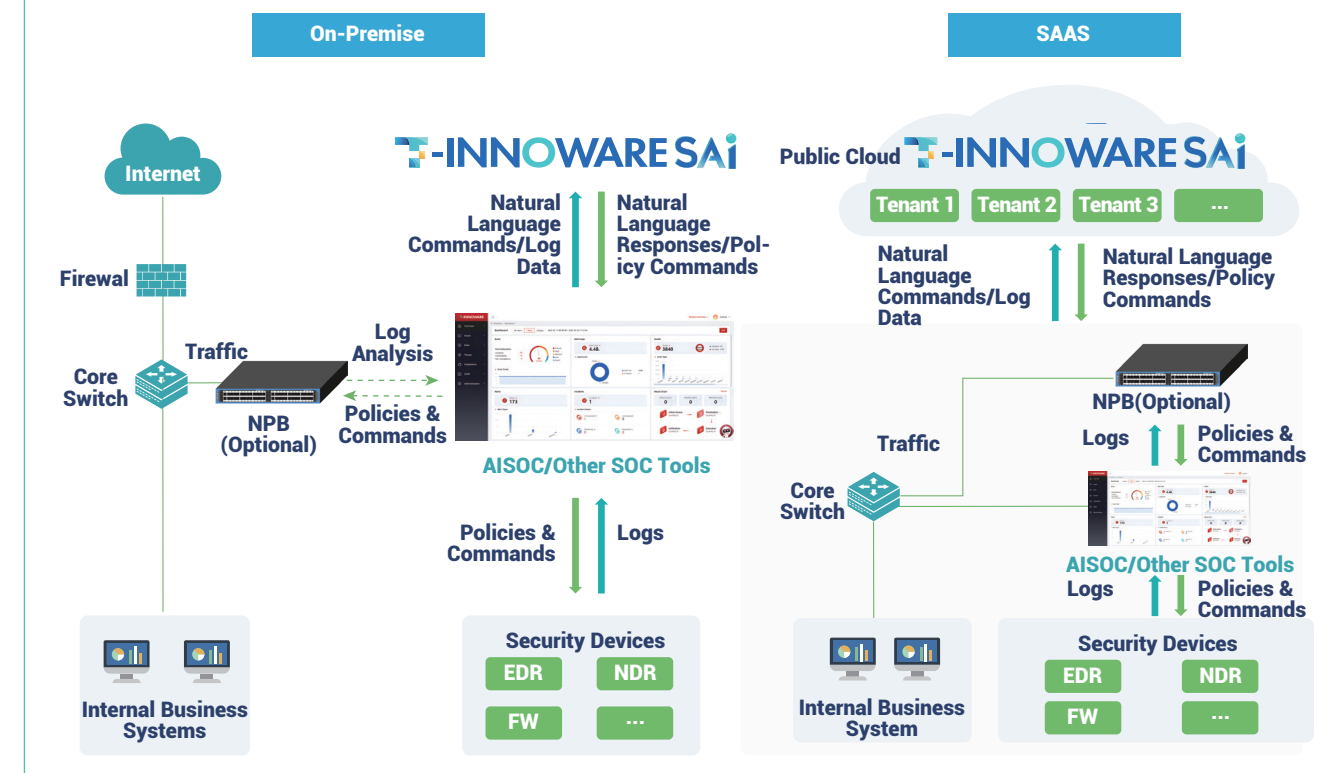 On-Premise
SAAS
T-INNOWARE SAi
Internet
Natural
Language
Commands/Log
Data
Natural
Language
Responses/Pol-
icy Commands
Firewal
Log
Analysis
Traffic
Core
Switch
NPB
(Optional)
Policies &
Commands
AISOC/Other SOC Tools
Policies &
Commands
Logs
Internal Business
Systems
Security Devices
EDR
NDR
FW
...
Public Cloud
T-INNOWARE SAi
Tenant 1
Tenant 2
Tenant 3
...
Natural
Language
Commands/Log
Data
Natural Language
Responses/Policy
Commands
NPB(Optional)
Traffic
Logs
Policies &
Commands
Core
Switch
AISOC/Other SOC Tools
Logs
Policies &
Commands
Internal Business
System
Security Devices
EDR
NDR
FW
...